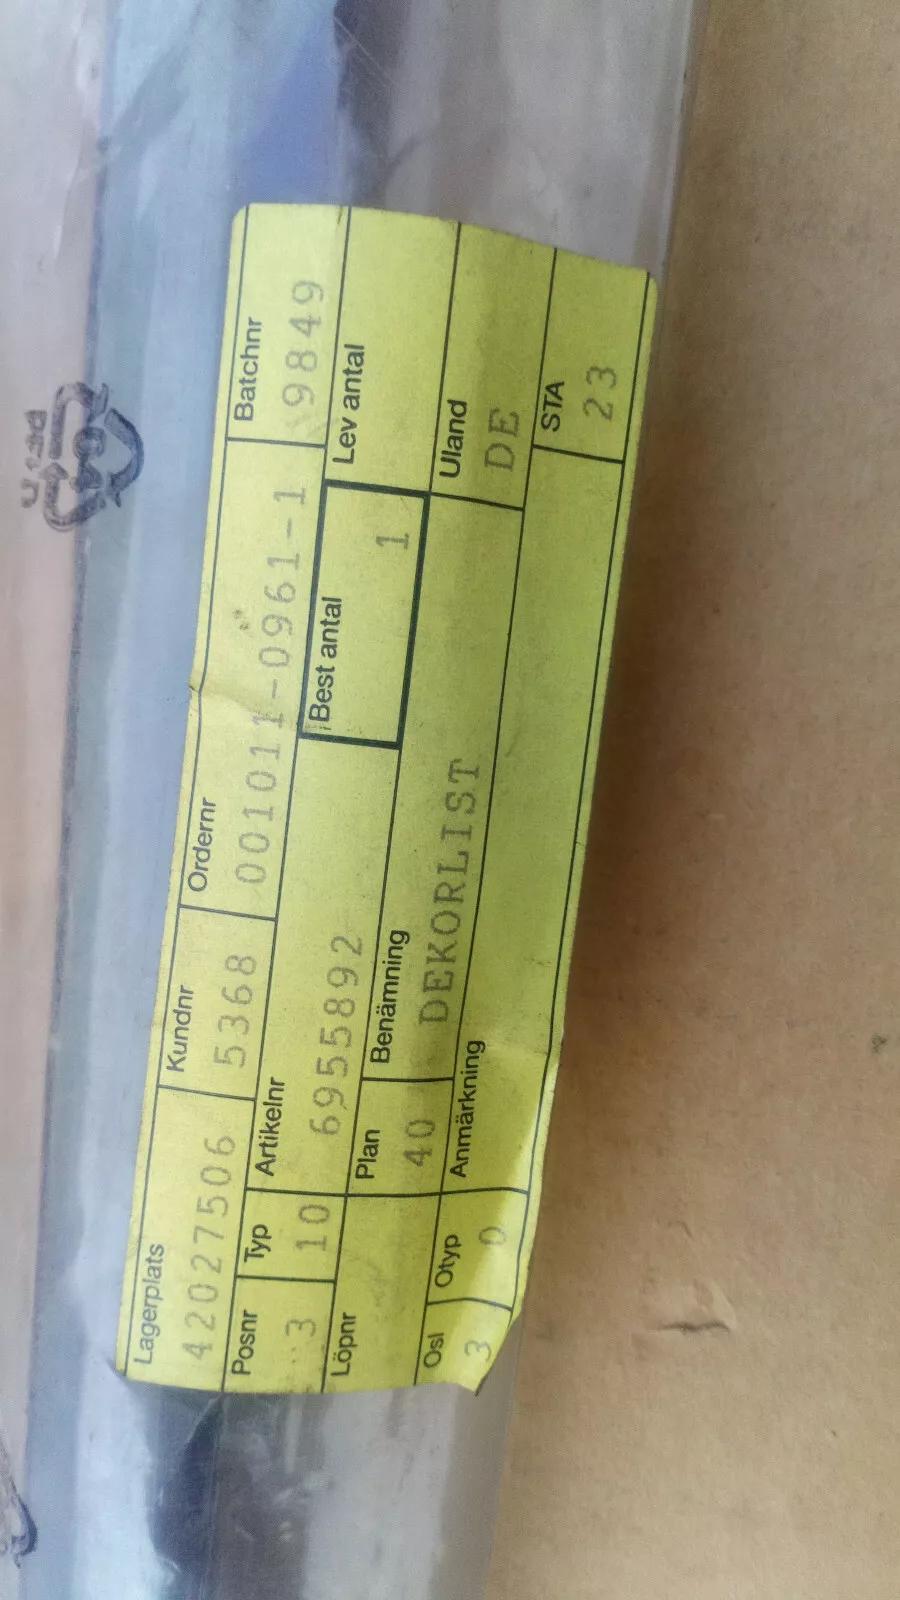 Lagerplats Kundnr Ordernr Batchnr
42027506 5368 001011-0961-1 9849
Posnr Typ Artikelnr Best antal Lev antal
3 10 6955892 1
Löpnr Plan Benämning Uland
40 DEKORLIST DE
Osl Otyp Anmärkning STA
3 0 23
04